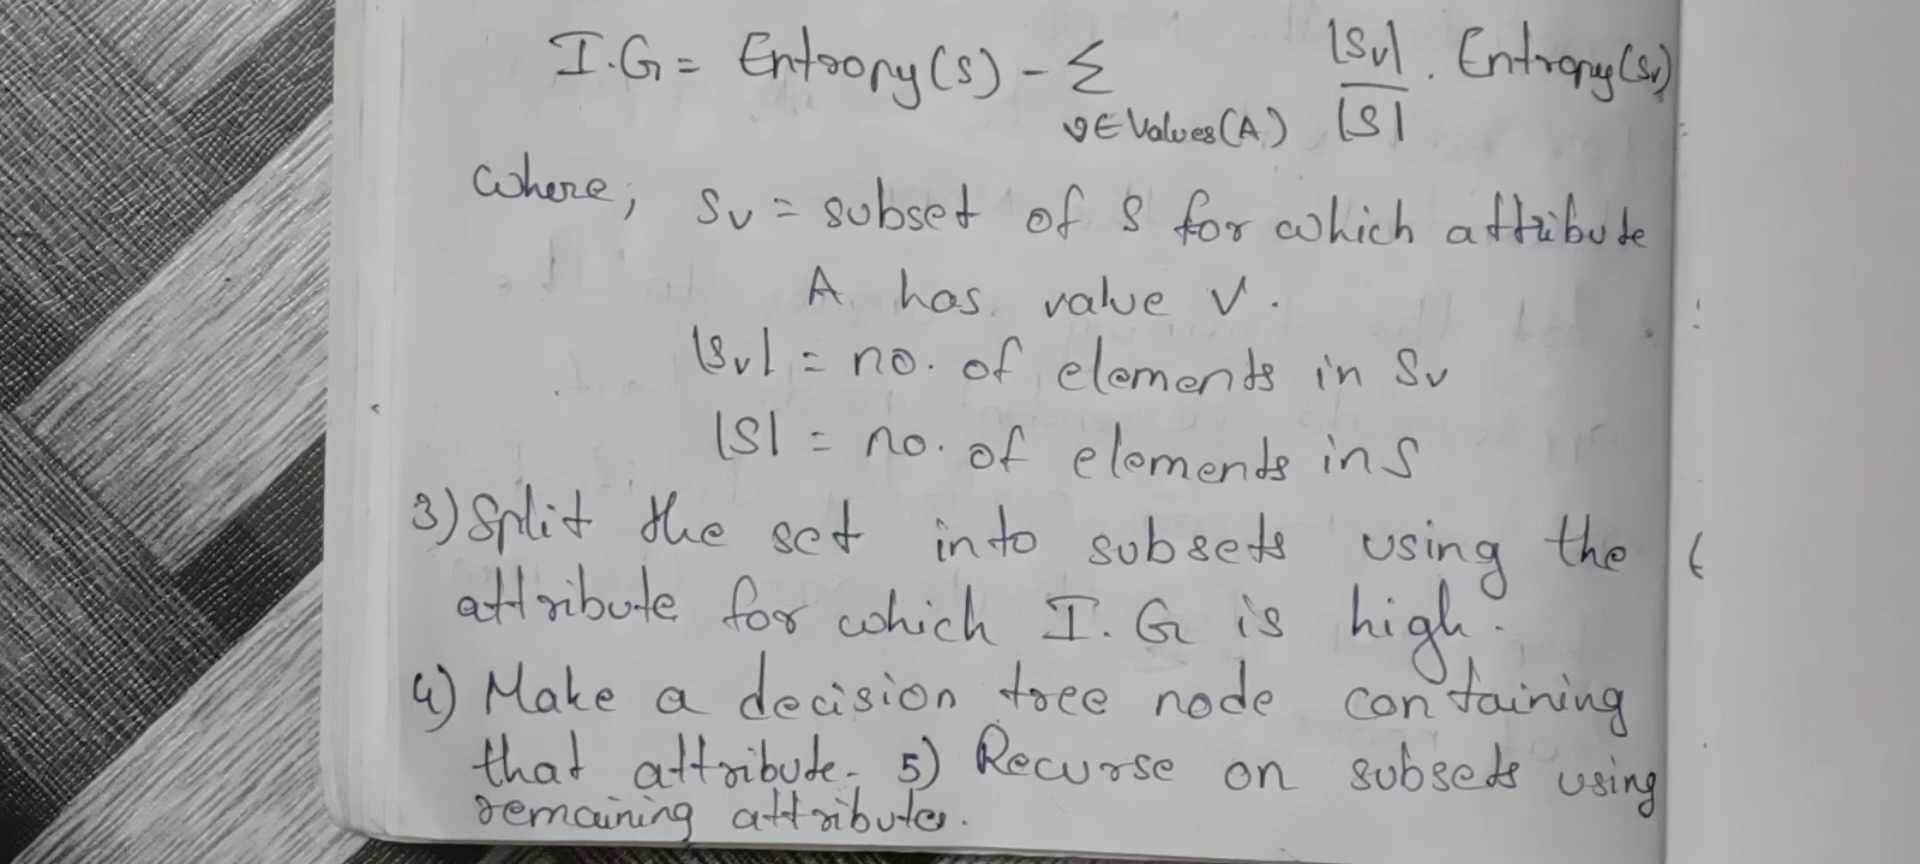 I.G = Entropy(S) - Σ |Sv| . Entropy(Sv)
v∈Values(A) |S|
where, Sv = subset of S for which attribute
A has value V.
|Sv| = no. of elements in Sv
|S| = no. of elements in S
3) Split the set into subsets using the
attribute for which I.G is high.
4) Make a decision tree node containing
that attribute. 5) Recurse on subsets using
remaining attributes.